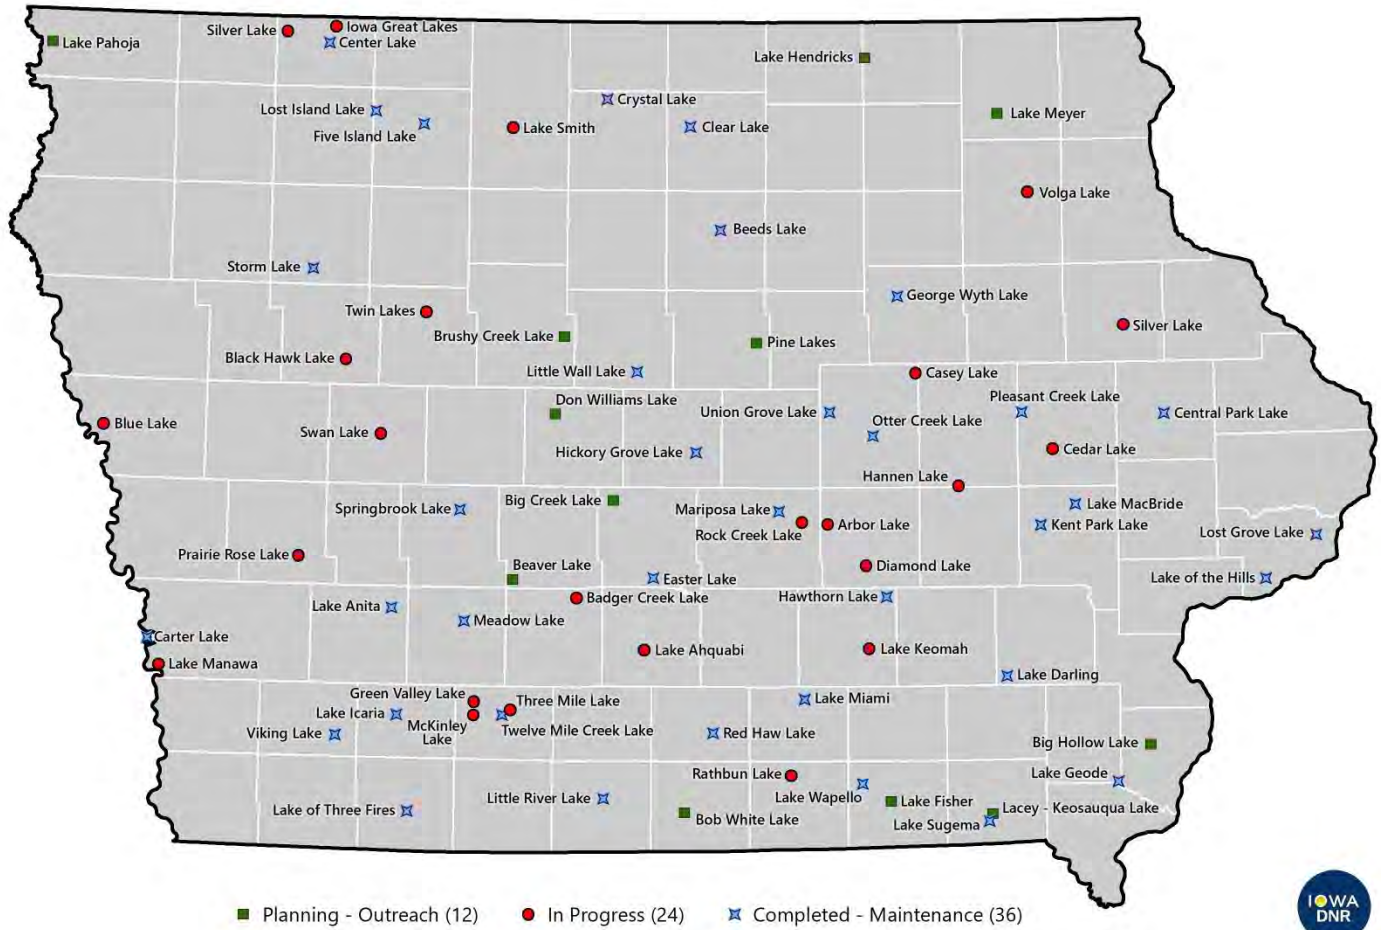 Silver Lake
Iowa Great Lakes
Center Lake
Lake Pahoja
Lake Hendricks
Crystal Lake
Lost Island Lake
Five Island Lake
Lake Smith
Clear Lake
Lake Meyer
Volga Lake
Beeds Lake
Storm Lake
George Wyth Lake
Twin Lakes
Silver Lake
Brushy Creek Lake
Pine Lakes
Black Hawk Lake
Little Wall Lake
Casey Lake
Don Williams Lake
Pleasant Creek Lake
Union Grove Lake
Otter Creek Lake
Central Park Lake
Blue Lake
Swan Lake
Hickory Grove Lake
Cedar Lake
Hannen Lake
Big Creek Lake
Springbrook Lake
Mariposa Lake
Lake MacBride
Rock Creek Lake
Arbor Lake
Kent Park Lake
Lost Grove Lake
Prairie Rose Lake
Beaver Lake
Diamond Lake
Easter Lake
Lake of the Hills
Badger Creek Lake
Hawthorn Lake
Lake Anita
Meadow Lake
Carter Lake
Lake Manawa
Lake Ahquabi
Lake Keomah
Lake Darling
Green Valley Lake
Three Mile Lake
Lake Miami
Lake Icaria
McKinley
Lake
Twelve Mile Creek Lake
Viking Lake
Red Haw Lake
Big Hollow Lake
Rathbun Lake
Lake Geode
Lake Wapello
Little River Lake
Lake Fisher
Lacey - Keosauqua Lake
Lake of Three Fires
Bob White Lake
Lake Sugema
Planning - Outreach (12)
In Progress (24)
Completed - Maintenance (36)
IOWA
DNR